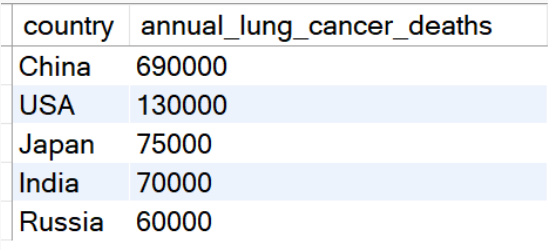 country annual_lung_cancer_deaths
China 690000
USA 130000
Japan 75000
India 70000
Russia 60000